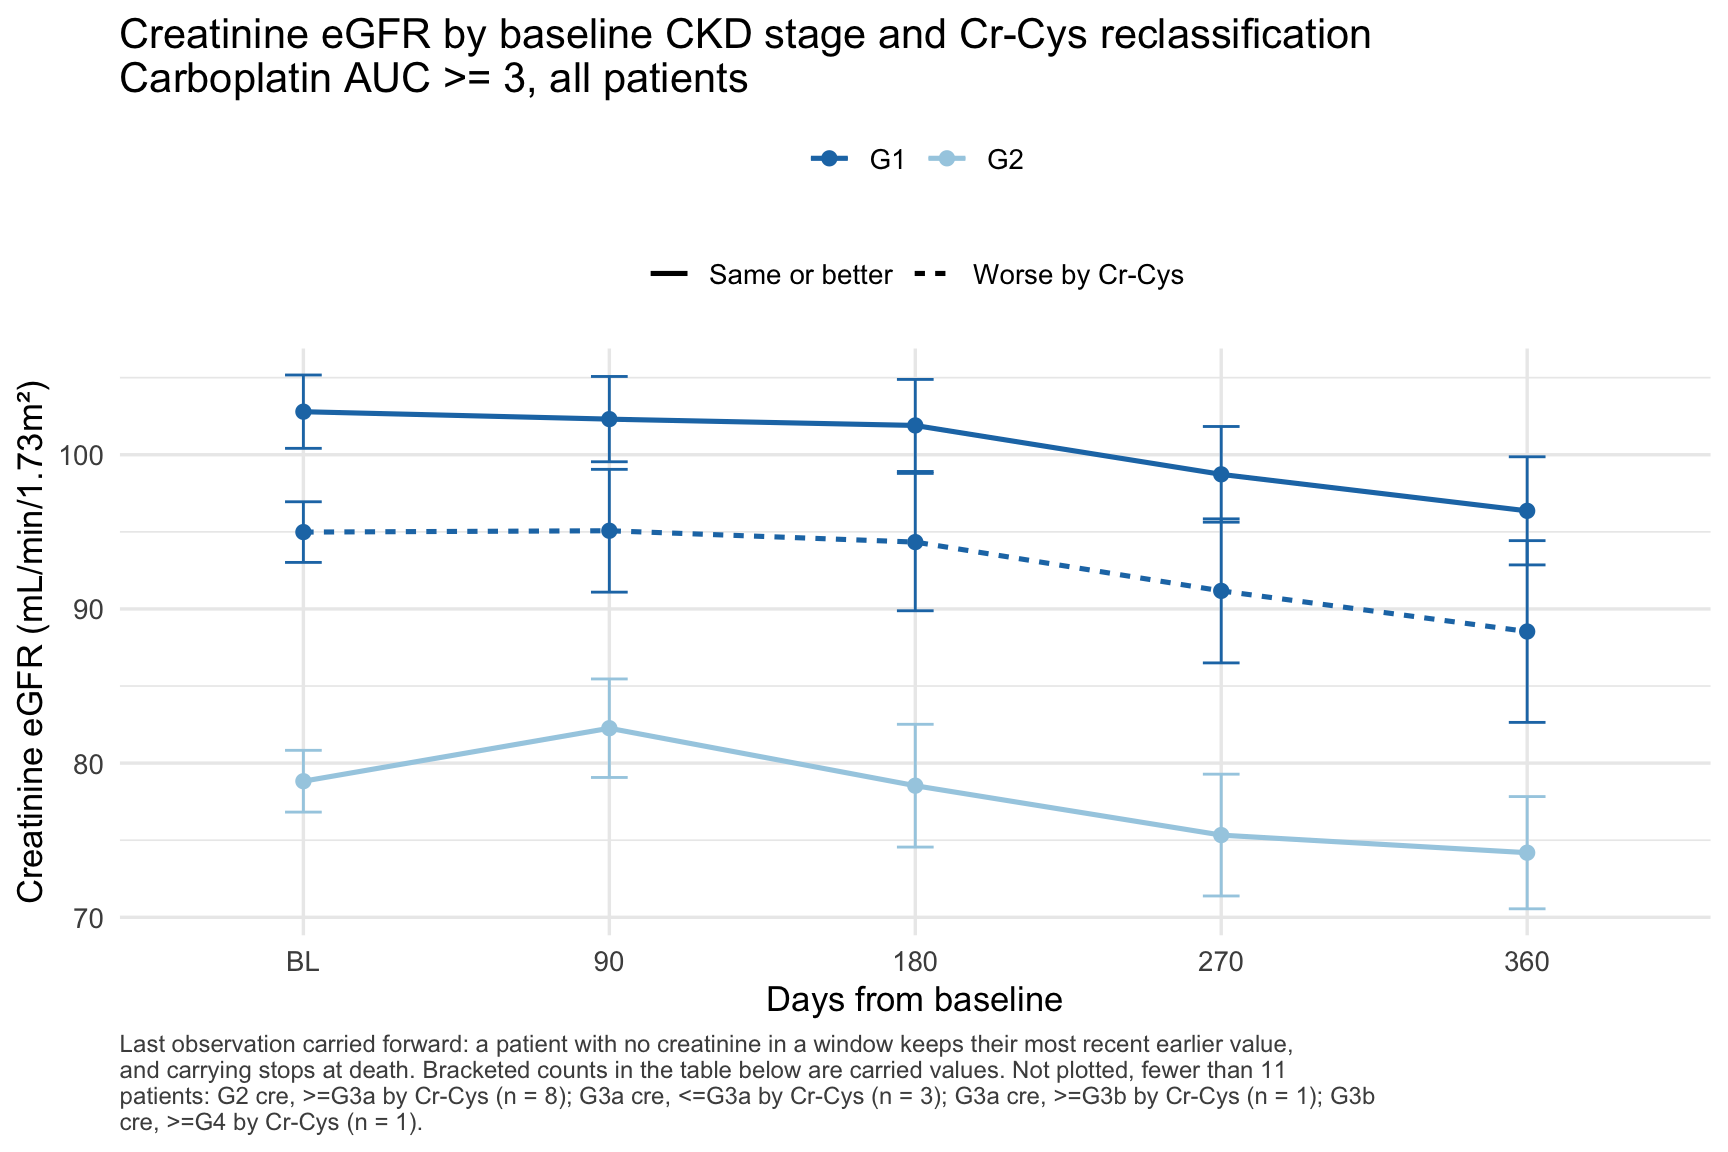 Creatinine eGFR by baseline CKD stage and Cr-Cys reclassification
Carboplatin AUC >= 3, all patients
G1 G2
Same or better Worse by Cr-Cys
Creatinine eGFR (mL/min/1.73m²)
100
90
80
70
BL 90 180 270 360
Days from baseline
Last observation carried forward: a patient with no creatinine in a window keeps their most recent earlier value,
and carrying stops at death. Bracketed counts in the table below are carried values. Not plotted, fewer than 11
patients: G2 cre, >=G3a by Cr-Cys (n = 8); G3a cre, <=G3a by Cr-Cys (n = 3); G3a cre, >=G3b by Cr-Cys (n = 1); G3b
cre, >=G4 by Cr-Cys (n = 1).